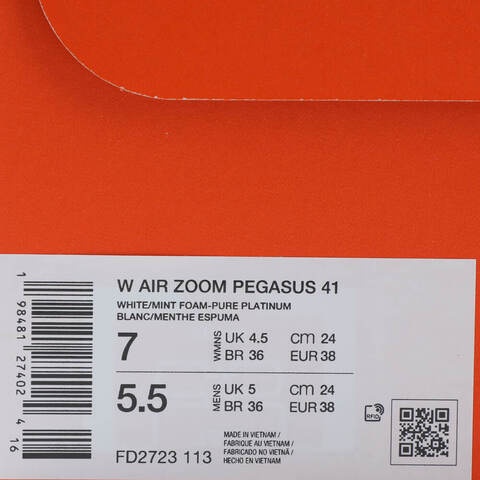 W AIR ZOOM PEGASUS 41
WHITE/MINT FOAM-PURE PLATINUM
BLANC/MENTHE ESPUMA
7 WMNS UK 4.5 cm 24
BR 36 EUR 38
5.5 MENS UK 5 cm 24
BR 36 EUR 38
MADE IN VIETNAM /
FABRIQUE AU VIETNAM /
FABRICADO NO VIETNÃ /
FD2723 113 HECHO EN VIETNAM
RFID
1 98481 27402 4 16